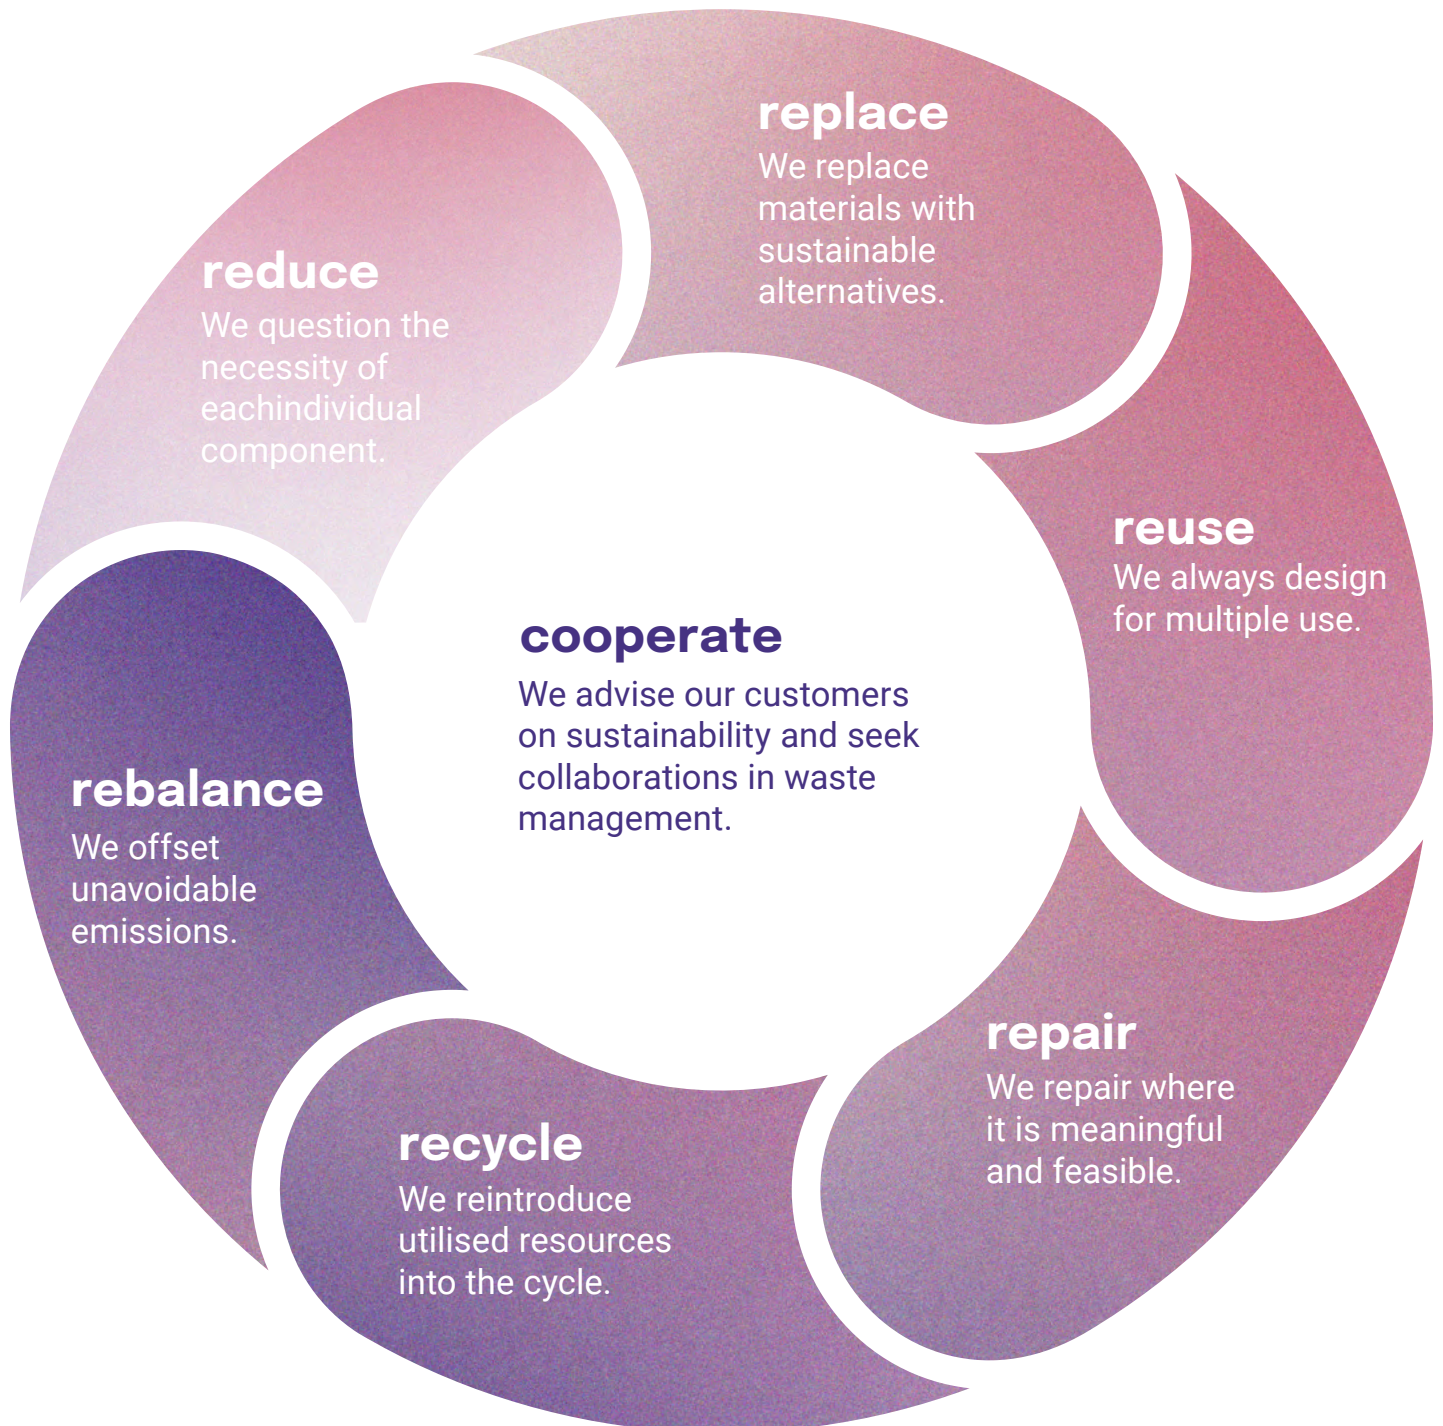 replace
We replace
materials with
sustainable
alternatives.
reduce
We question the
necessity of
eachindividual
component.
reuse
We always design
for multiple use.
cooperate
We advise our customers
on sustainability and seek
collaborations in waste
management.
rebalance
We offset
unavoidable
emissions.
repair
We repair where
it is meaningful
and feasible.
recycle
We reintroduce
utilised resources
into the cycle.